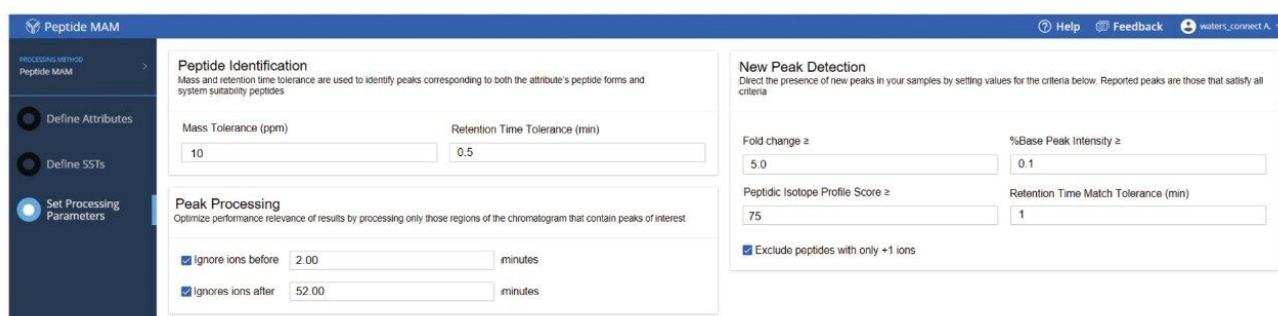 Peptide MAM
Help
Feedback
waters_connect A.
PROCESSING METHOD
Peptide MAM
Define Attributes
Define SSTs
Set Processing
Parameters
Peptide Identification
Mass and retention time tolerance are used to identify peaks corresponding to both the attribute's peptide forms and
system suitability peptides
Mass Tolerance (ppm)
Retention Time Tolerance (min)
10
0.5
Peak Processing
Optimize performance relevance of results by processing only those regions of the chromatogram that contain peaks of interest
Ignore ions before
2.00
minutes
Ignores ions after
52.00
minutes
New Peak Detection
Direct the presence of new peaks in your samples by setting values for the criteria below. Reported peaks are those that satisfy all
criteria
Fold change ≥
%Base Peak Intensity ≥
5.0
0.1
Peptidic Isotope Profile Score ≥
Retention Time Match Tolerance (min)
75
1
Exclude peptides with only +1 ions